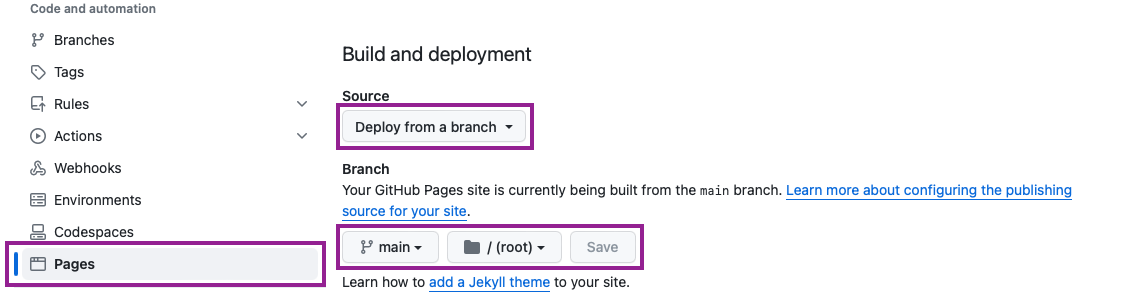 Code and automation
Branches
Tags
Rules
Actions
Webhooks
Environments
Codespaces
Pages
Build and deployment
Source
Deploy from a branch
Branch
Your GitHub Pages site is currently being built from the main branch. Learn more about configuring the publishing
source for your site.
main / (root) Save
Learn how to add a Jekyll theme to your site.